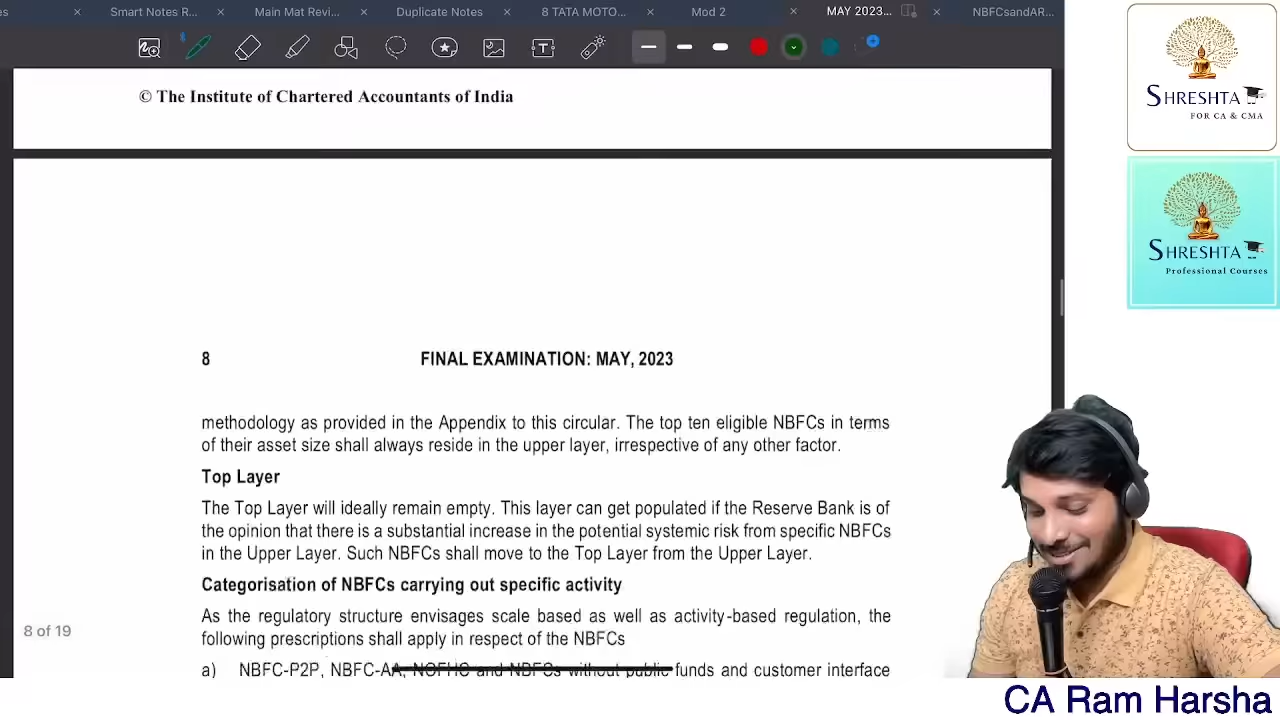 es
Smart Notes R...
Main Mat Revi...
Duplicate Notes
8 TATA MOTO...
Mod 2
MAY 2023...
NBFCsandAR...
© The Institute of Chartered Accountants of India
SHRESHTA
FOR CA & CMA
SHRESHTA
Professional Courses
8
FINAL EXAMINATION: MAY, 2023
methodology as provided in the Appendix to this circular. The top ten eligible NBFCs in terms
of their asset size shall always reside in the upper layer, irrespective of any other factor.
Top Layer
The Top Layer will ideally remain empty. This layer can get populated if the Reserve Bank is of
the opinion that there is a substantial increase in the potential systemic risk from specific NBFCs
in the Upper Layer. Such NBFCs shall move to the Top Layer from the Upper Layer.
Categorisation of NBFCs carrying out specific activity
As the regulatory structure envisages scale based as well as activity-based regulation, the
following prescriptions shall apply in respect of the NBFCs
8 of 19
a) NBFC-P2P, NBFC-AA, NOFHC and NBFCs without public funds and customer interface
CA Ram Harsha